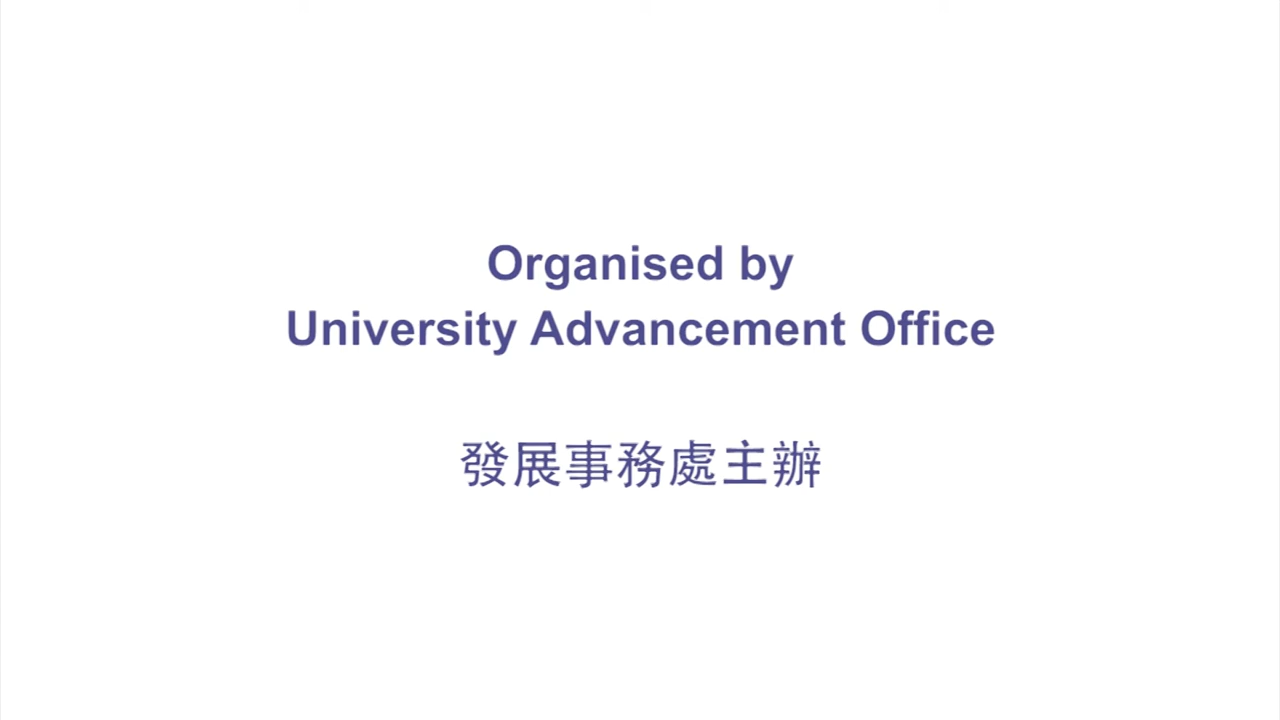 Organised by
University Advancement Office
發展事務處主辦